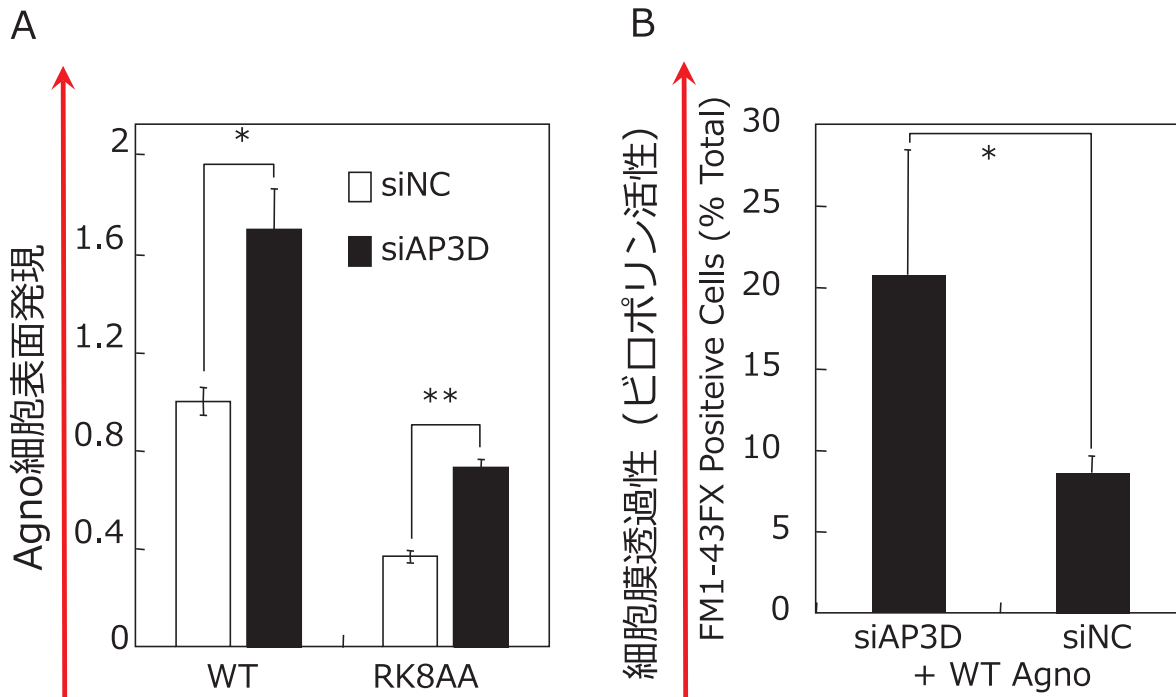 A
Agno細胞表面発現
2
1.6
1.2
0.8
0.4
0
*
**
siNC
siAP3D
WT
RK8AA
B
細胞膜透過性（ビロポリン活性）
FM1-43FX Positeive Cells (% Total)
30
25
20
15
10
5
0
*
siAP3D
siNC
+ WT Agno